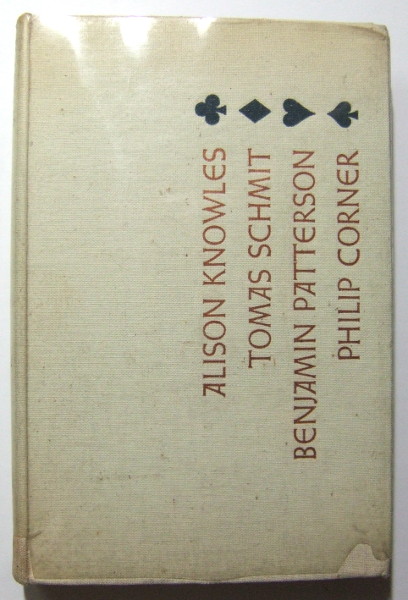 ALISON KNOWLES ♣
TOMAS SCHMIT ♦
BENJAMIN PATTERSON ♥
PHILIP CORNER ♠